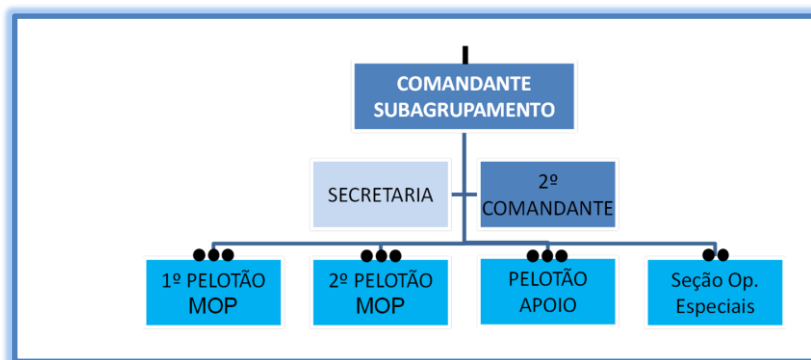 COMANDANTE
SUBAGRUPAMENTO
SECRETARIA
2º
COMANDANTE
1º PELOTÃO
MOP
2º PELOTÃO
MOP
PELOTÃO
APOIO
Seção Op.
Especiais